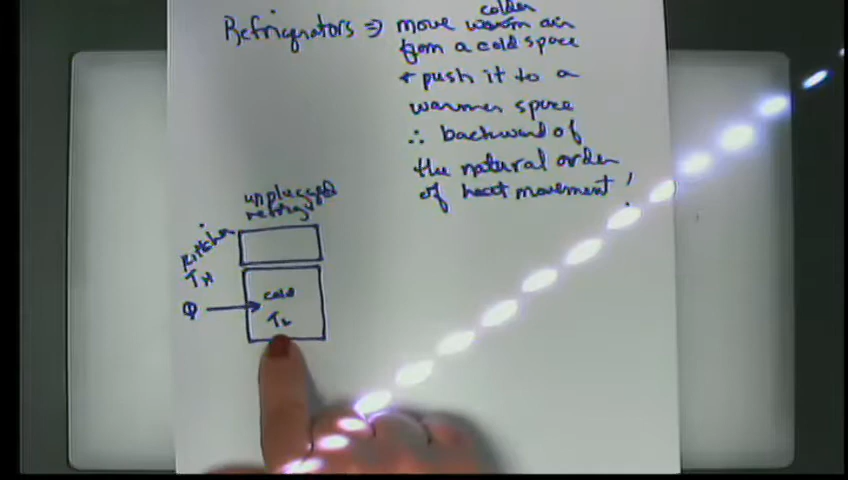 colder
Refrigerators ⇒ move warm air
from a cold space
+ push it to a
warmer space
∴ backward of
the natural order
of heat movement!
unplugged
refrig.
Kitchen
TH
Q
cold
TL